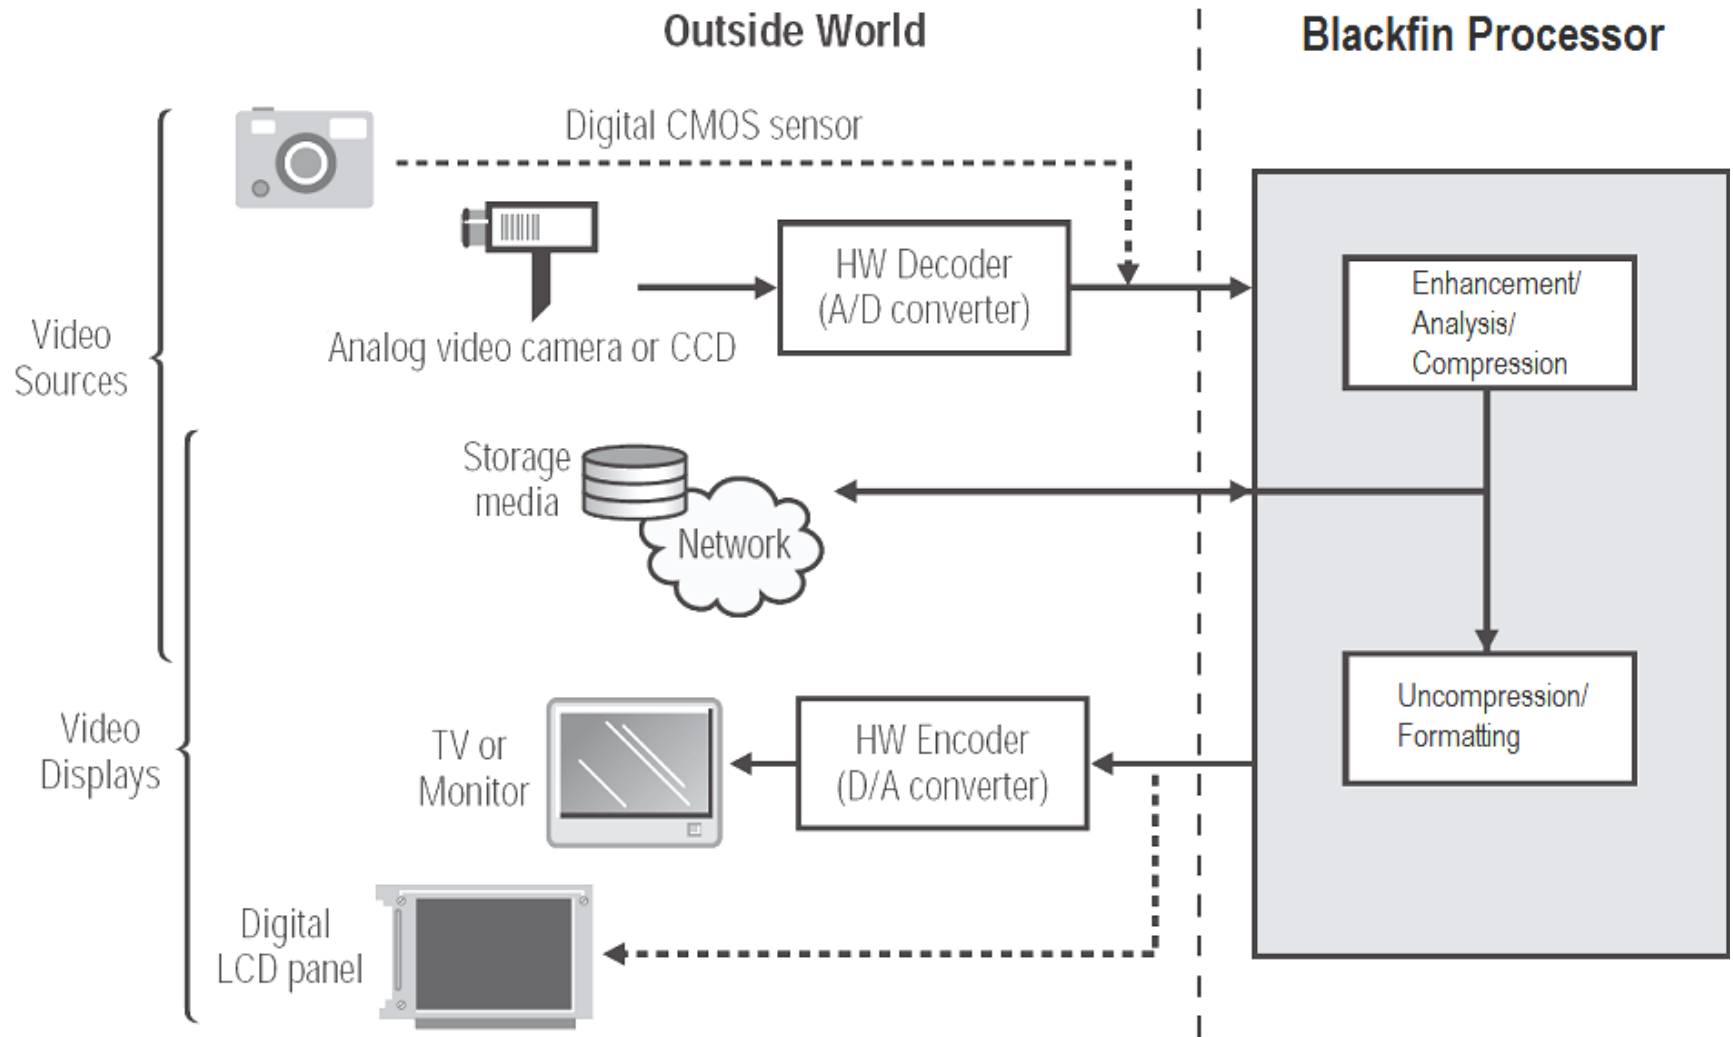 Outside World
Blackfin Processor
Digital CMOS sensor
HW Decoder
(A/D converter)
Enhancement/
Analysis/
Compression
Video
Sources
Analog video camera or CCD
Storage
media
Network
Uncompression/
Formatting
Video
Displays
TV or
Monitor
HW Encoder
(D/A converter)
Digital
LCD panel